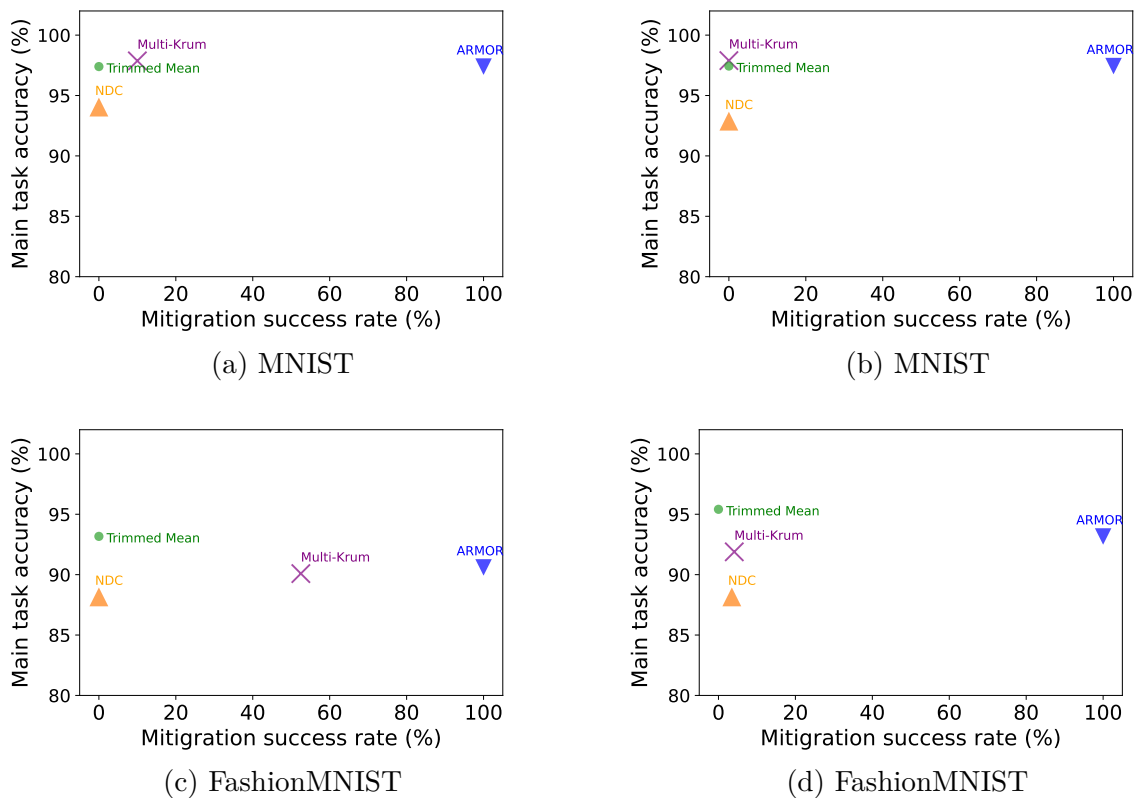 Main task accuracy (%)
100
95
90
85
80
Multi-Krum
Trimmed Mean
NDC
ARMOR
0 20 40 60 80 100
Mitigration success rate (%)
(a) MNIST
Main task accuracy (%)
100
95
90
85
80
Multi-Krum
Trimmed Mean
NDC
ARMOR
0 20 40 60 80 100
Mitigration success rate (%)
(b) MNIST
Main task accuracy (%)
100
95
90
85
80
Trimmed Mean
Multi-Krum
ARMOR
NDC
0 20 40 60 80 100
Mitigration success rate (%)
(c) FashionMNIST
Main task accuracy (%)
100
95
90
85
80
Trimmed Mean
ARMOR
Multi-Krum
NDC
0 20 40 60 80 100
Mitigration success rate (%)
(d) FashionMNIST